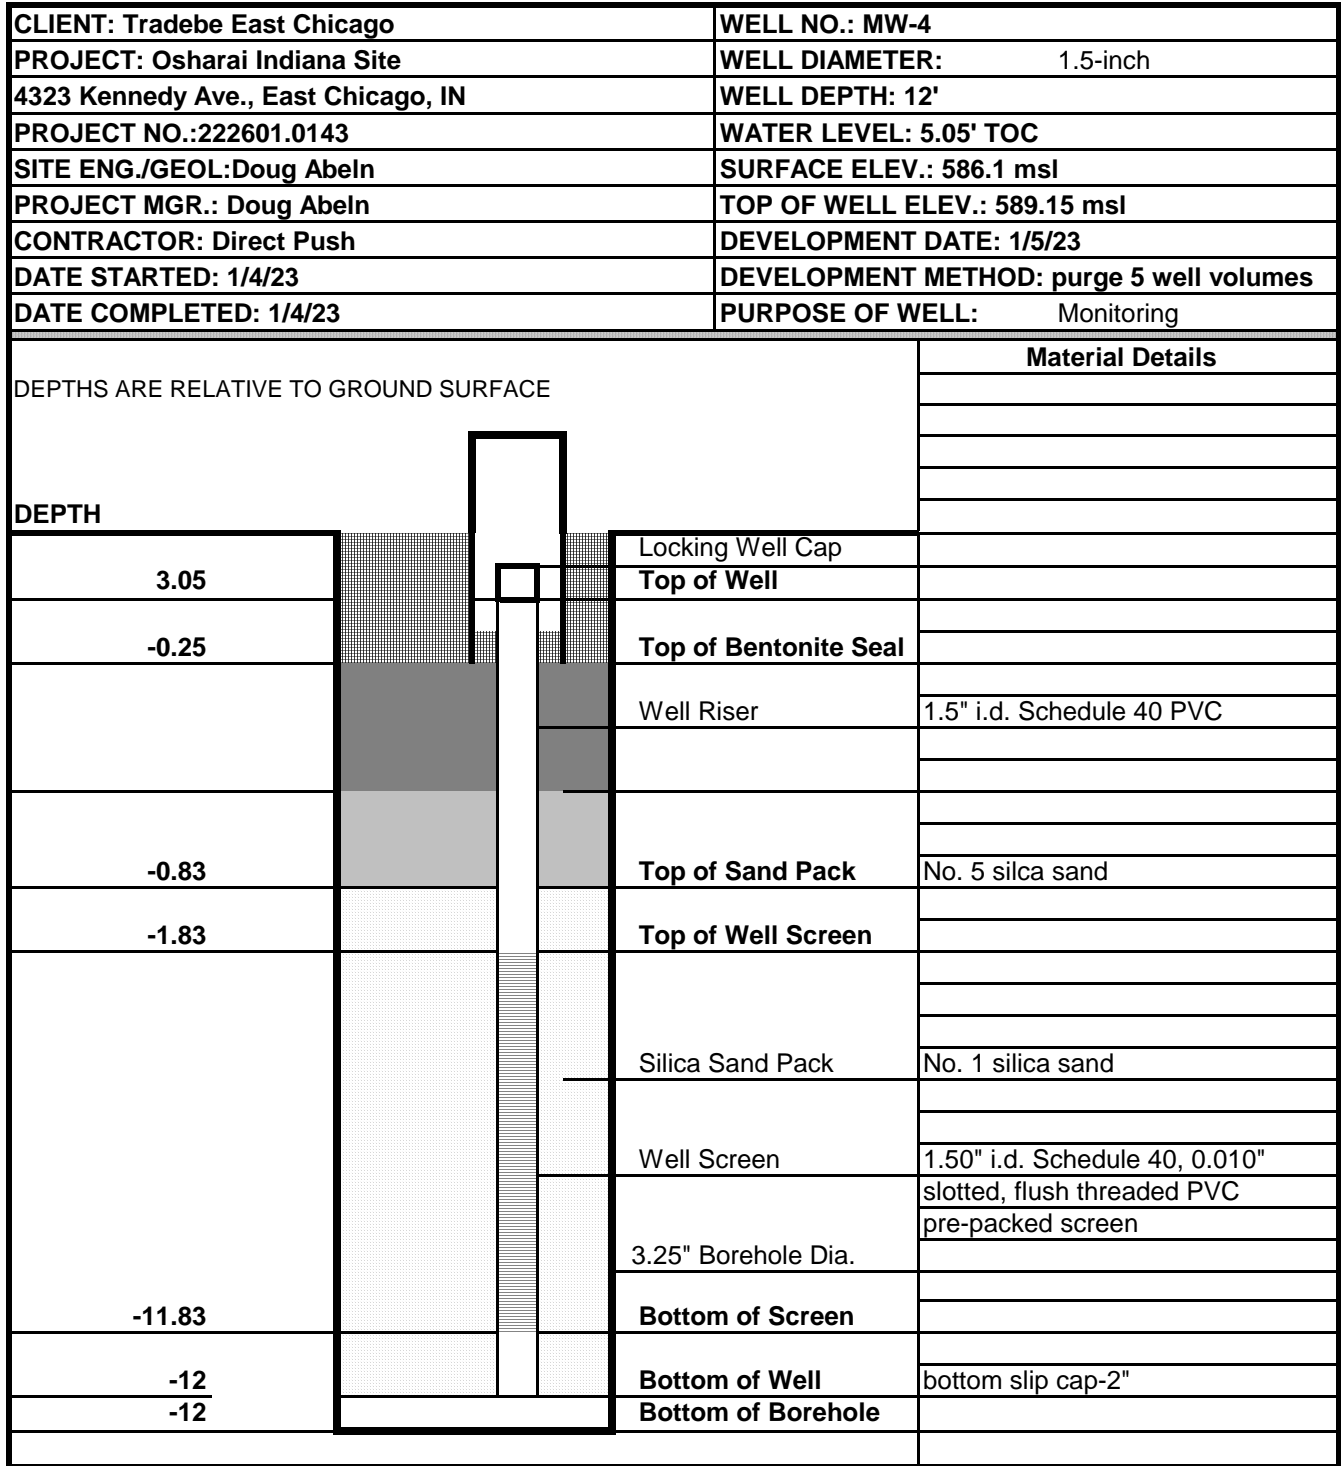 CLIENT: Tradebe East Chicago WELL NO.: MW-4
PROJECT: Osharai Indiana Site WELL DIAMETER: 1.5-inch
4323 Kennedy Ave., East Chicago, IN WELL DEPTH: 12'
PROJECT NO.:222601.0143 WATER LEVEL: 5.05' TOC
SITE ENG./GEOL:Doug Abeln SURFACE ELEV.: 586.1 msl
PROJECT MGR.: Doug Abeln TOP OF WELL ELEV.: 589.15 msl
CONTRACTOR: Direct Push DEVELOPMENT DATE: 1/5/23
DATE STARTED: 1/4/23 DEVELOPMENT METHOD: purge 5 well volumes
DATE COMPLETED: 1/4/23 PURPOSE OF WELL: Monitoring
Material Details
DEPTHS ARE RELATIVE TO GROUND SURFACE
DEPTH
Locking Well Cap
3.05 Top of Well
-0.25 Top of Bentonite Seal
Well Riser 1.5" i.d. Schedule 40 PVC
-0.83 Top of Sand Pack No. 5 silca sand
-1.83 Top of Well Screen
Silica Sand Pack No. 1 silica sand
Well Screen 1.50" i.d. Schedule 40, 0.010"
slotted, flush threaded PVC
pre-packed screen
3.25" Borehole Dia.
-11.83 Bottom of Screen
-12 Bottom of Well bottom slip cap-2"
-12 Bottom of Borehole